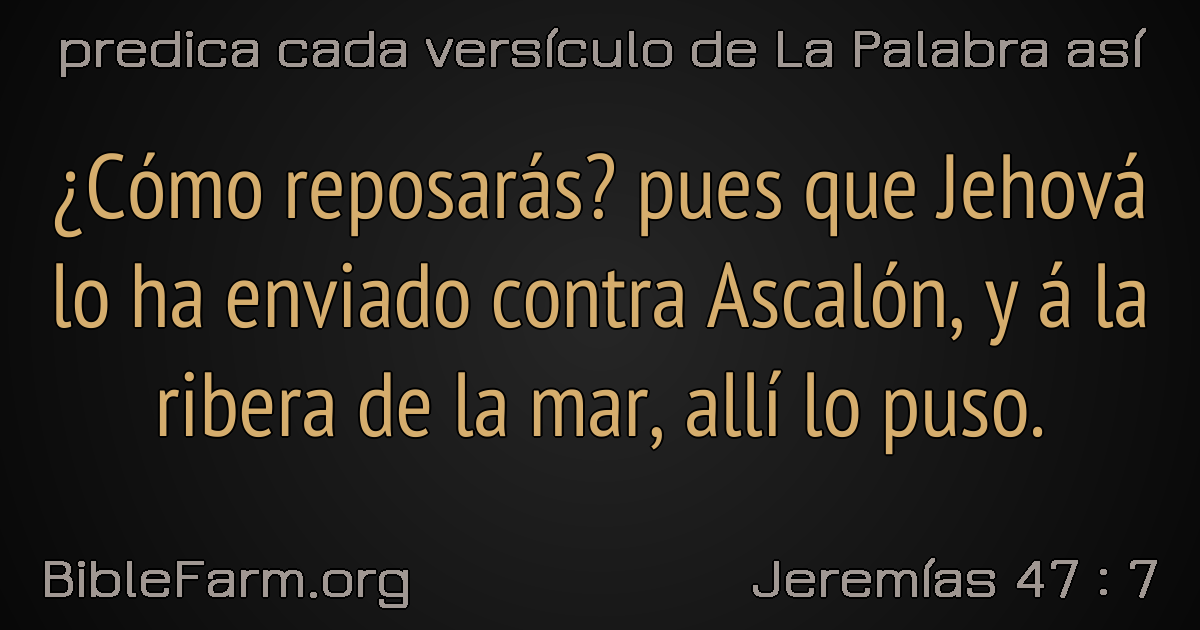 predica cada versículo de La Palabra así
¿Cómo reposarás? pues que Jehová
lo ha enviado contra Ascalón, y á la
ribera de la mar, allí lo puso.
BibleFarm.org
Jeremías 47 : 7